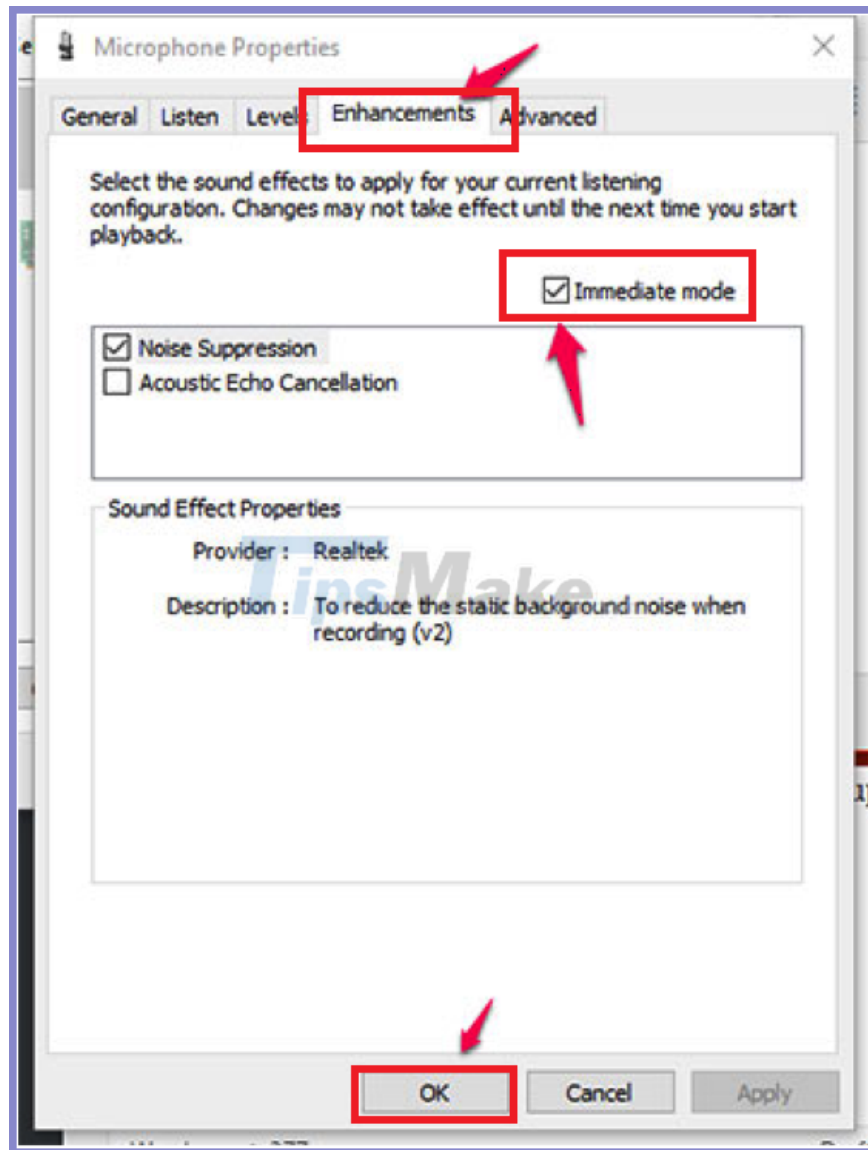 Microphone Properties
General Listen Levels Enhancements Advanced
Select the sound effects to apply for your current listening
configuration. Changes may not take effect until the next time you start
playback.
Immediate mode
Noise Suppression
Acoustic Echo Cancellation
Sound Effect Properties
Provider : Realtek
TipsMake
Description : To reduce the static background noise when
recording (v2)
OK Cancel Apply